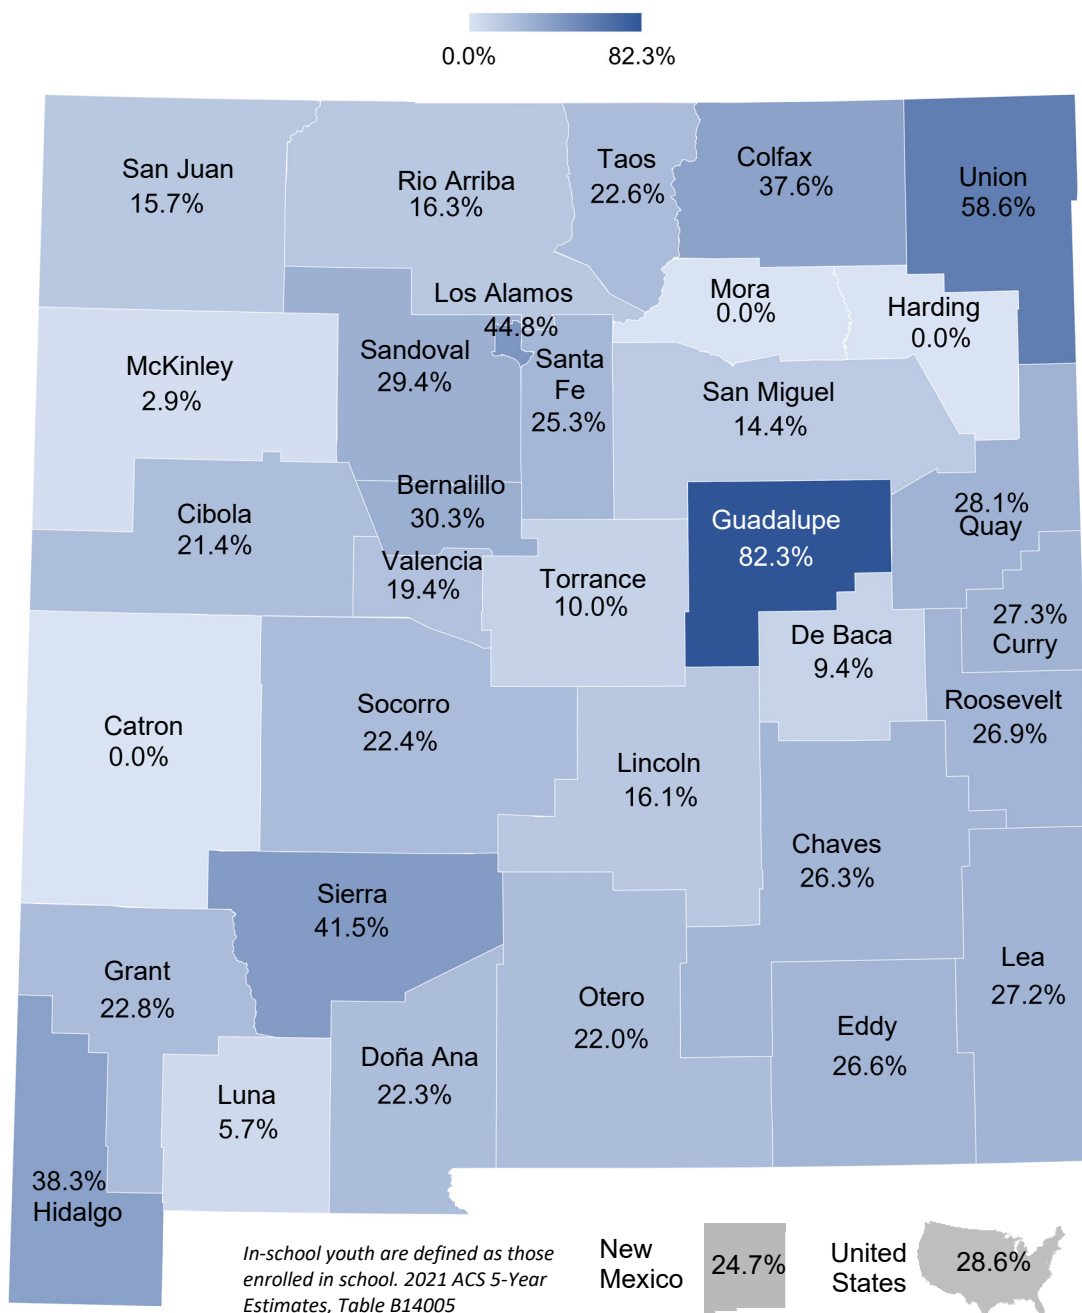 0.0%
82.3%
San Juan
15.7%
Rio Arriba
16.3%
Taos
22.6%
Colfax
37.6%
Union
58.6%
Los Alamos
44.8%
Mora
0.0%
Harding
0.0%
McKinley
2.9%
Sandoval
29.4%
Santa
Fe
25.3%
San Miguel
14.4%
Cibola
21.4%
Bernalillo
30.3%
Valencia
19.4%
Torrance
10.0%
Guadalupe
82.3%
28.1%
Quay
27.3%
Curry
De Baca
9.4%
Roosevelt
26.9%
Catron
0.0%
Socorro
22.4%
Lincoln
16.1%
Chaves
26.3%
Sierra
41.5%
Grant
22.8%
Lea
27.2%
Otero
22.0%
Eddy
26.6%
Doña Ana
22.3%
Luna
5.7%
38.3%
Hidalgo
In-school youth are defined as those
enrolled in school. 2021 ACS 5-Year
Estimates, Table B14005
New
Mexico
24.7%
United
States
28.6%